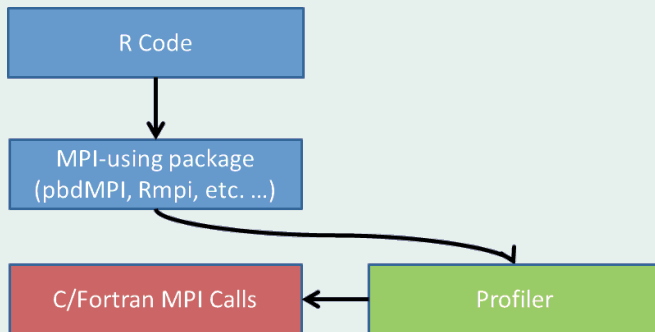 R Code
MPI-using package
(pbdMPI, Rmpi, etc. ...)
C/Fortran MPI Calls
Profiler